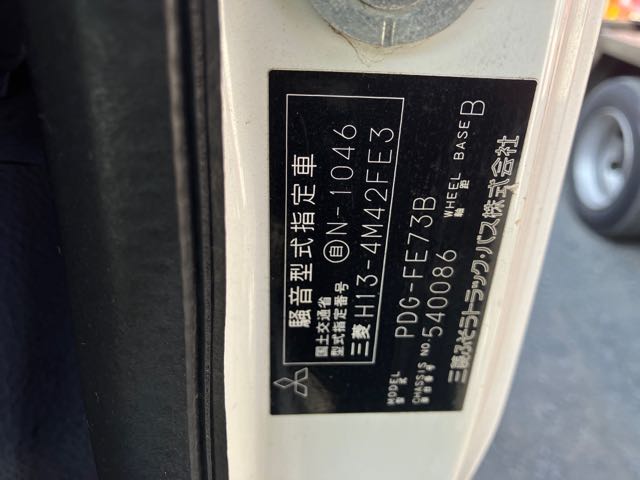 騒音型式指定車
国土交通省
型式指定番号 自 N-1046
三菱 H13-4M42FE3
MODEL
型式 PDG-FE73B
CHASSIS NO.
車台番号 540086
WHEEL BASE
軸距 B
三菱ふそうトラック・バス株式会社